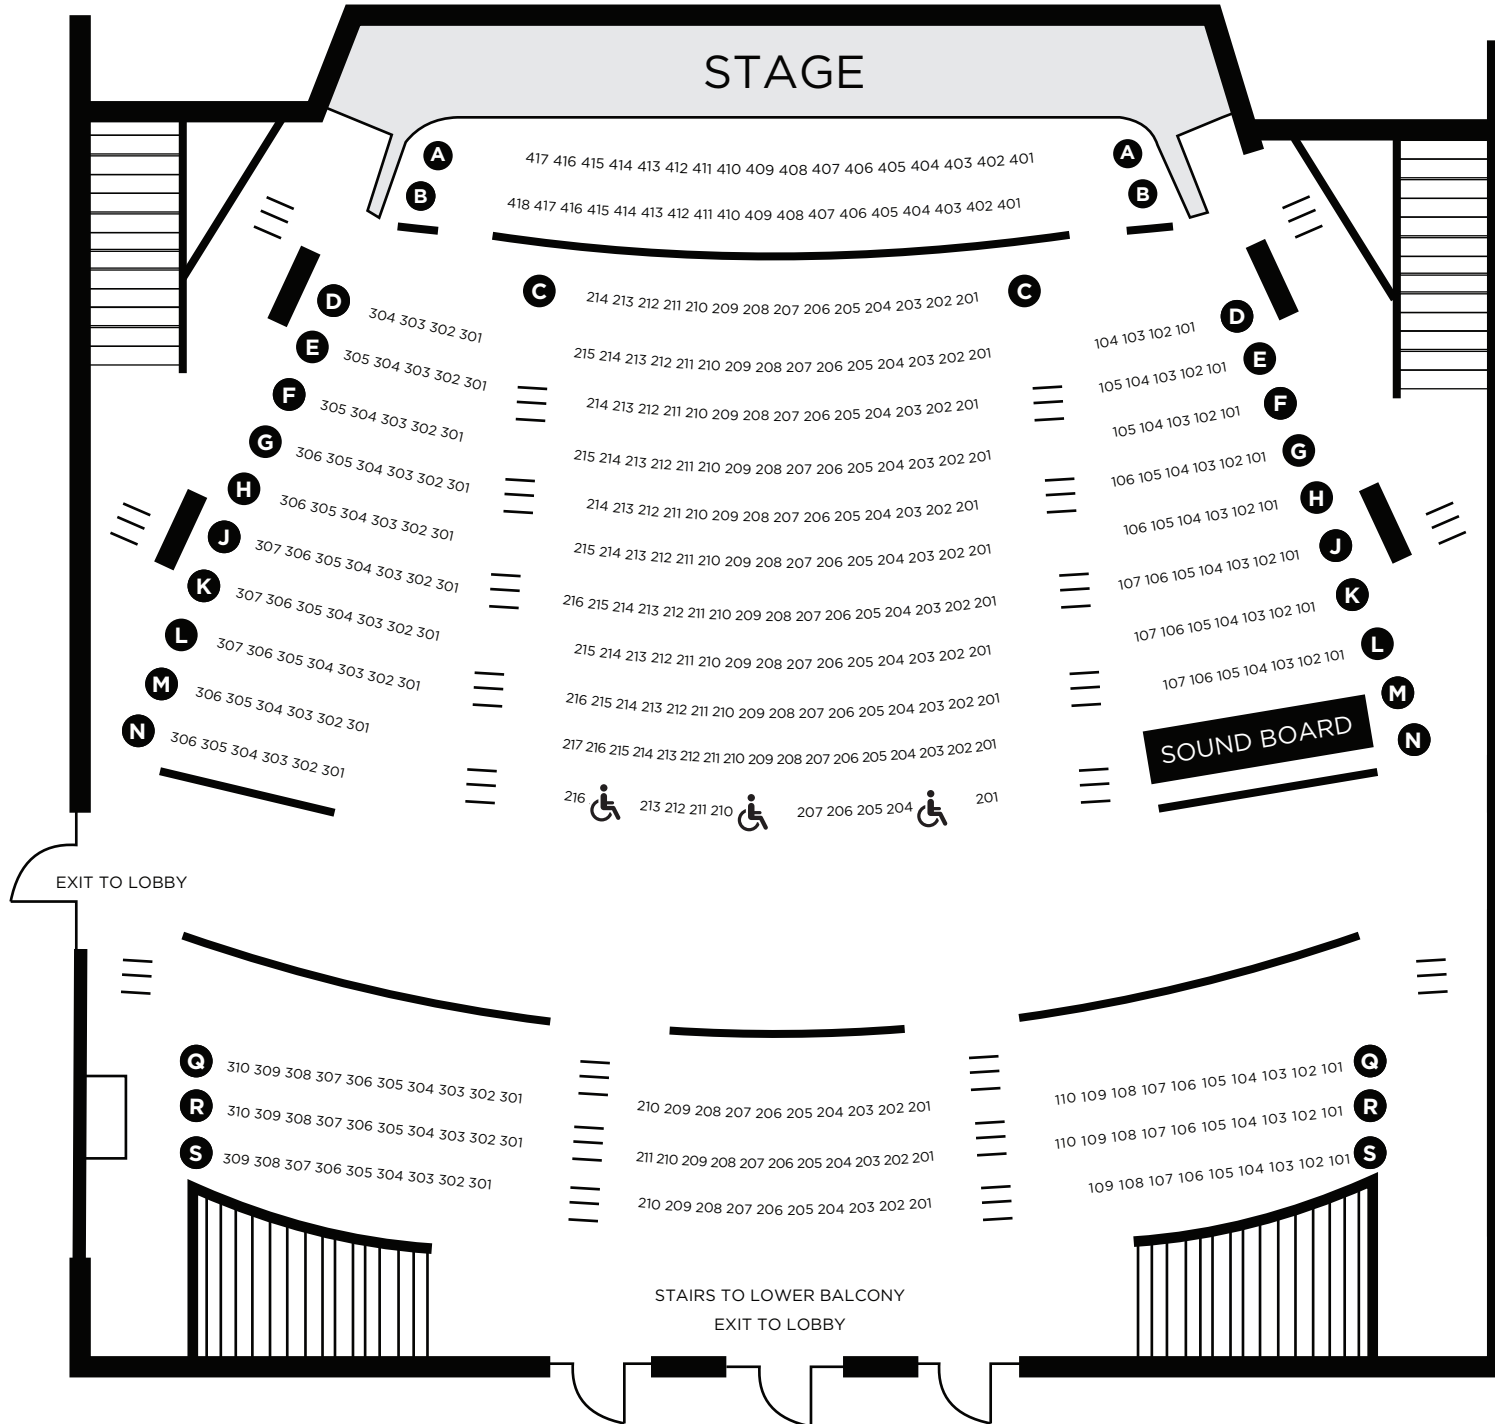 STAGE
A 417 416 415 414 413 412 411 410 409 408 407 406 405 404 403 402 401 A
B 418 417 416 415 414 413 412 411 410 409 408 407 406 405 404 403 402 401 B
C 214 213 212 211 210 209 208 207 206 205 204 203 202 201 C
D 304 303 302 301 215 214 213 212 211 210 209 208 207 206 205 204 203 202 201 104 103 102 101 D
E 305 304 303 302 301 214 213 212 211 210 209 208 207 206 205 204 203 202 201 105 104 103 102 101 E
F 305 304 303 302 301 215 214 213 212 211 210 209 208 207 206 205 204 203 202 201 105 104 103 102 101 F
G 306 305 304 303 302 301 214 213 212 211 210 209 208 207 206 205 204 203 202 201 106 105 104 103 102 101 G
H 306 305 304 303 302 301 215 214 213 212 211 210 209 208 207 206 205 204 203 202 201 106 105 104 103 102 101 H
J 307 306 305 304 303 302 301 216 215 214 213 212 211 210 209 208 207 206 205 204 203 202 201 107 106 105 104 103 102 101 J
K 307 306 305 304 303 302 301 215 214 213 212 211 210 209 208 207 206 205 204 203 202 201 107 106 105 104 103 102 101 K
L 307 306 305 304 303 302 301 216 215 214 213 212 211 210 209 208 207 206 205 204 203 202 201 107 106 105 104 103 102 101 L
M 306 305 304 303 302 301 217 216 215 214 213 212 211 210 209 208 207 206 205 204 203 202 201 M
SOUND BOARD
N 306 305 304 303 302 301 216 213 212 211 210 207 206 205 204 201 N
EXIT TO LOBBY
Q 310 309 308 307 306 305 304 303 302 301 210 209 208 207 206 205 204 203 202 201 110 109 108 107 106 105 104 103 102 101 Q
R 310 309 308 307 306 305 304 303 302 301 211 210 209 208 207 206 205 204 203 202 201 110 109 108 107 106 105 104 103 102 101 R
S 309 308 307 306 305 304 303 302 301 210 209 208 207 206 205 204 203 202 201 109 108 107 106 105 104 103 102 101 S
STAIRS TO LOWER BALCONY
EXIT TO LOBBY